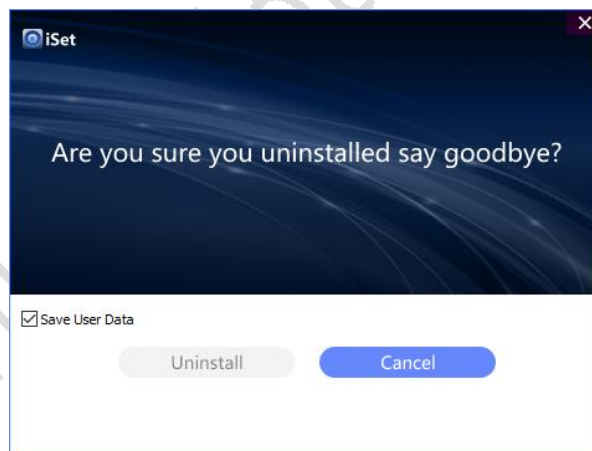 iSet
Are you sure you uninstalled say goodbye?
Save User Data
Uninstall
Cancel